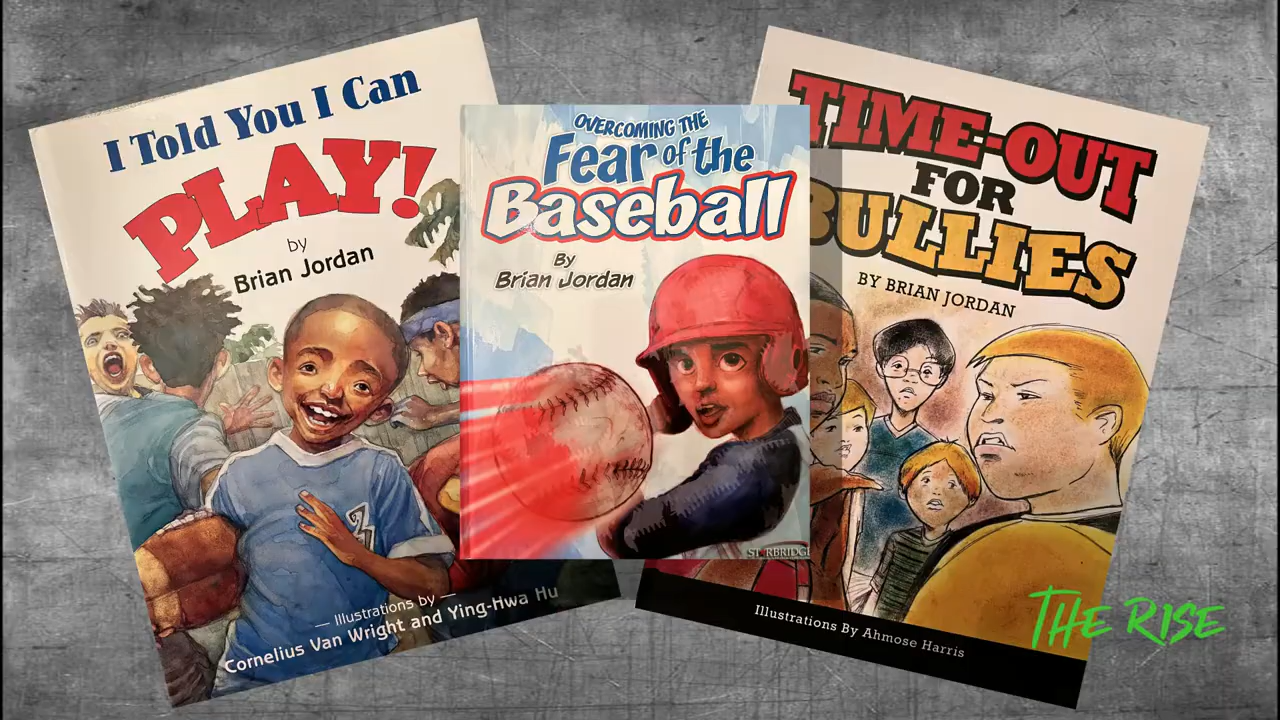 I Told You I Can
PLAY!
by
Brian Jordan
— Illustrations by —
Cornelius Van Wright and Ying-Hwa Hu
OVERCOMING THE
Fear of the
Baseball
By
Brian Jordan
STARBRIDGE
TIME-OUT
FOR
BULLIES
BY BRIAN JORDAN
Illustrations By Ahmose Harris
THE RISE